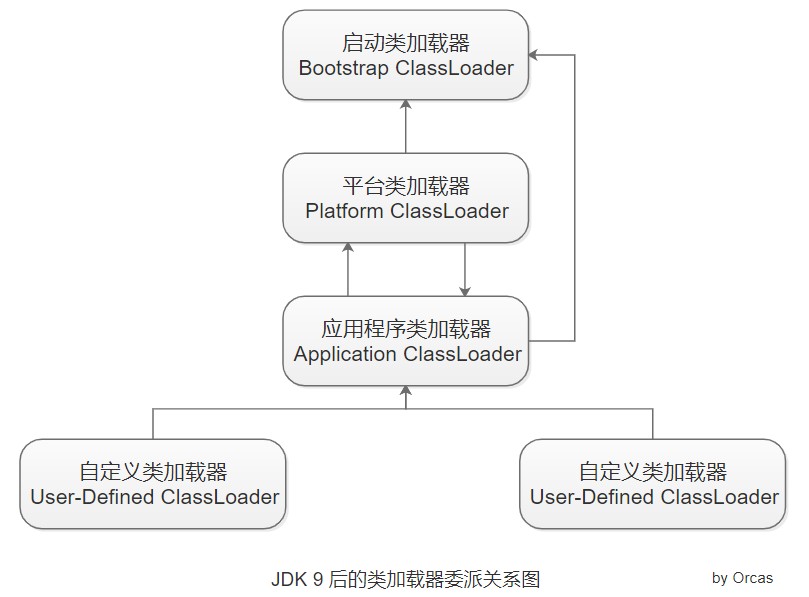 启动类加载器
Bootstrap ClassLoader
平台类加载器
Platform ClassLoader
应用程序类加载器
Application ClassLoader
自定义类加载器
User-Defined ClassLoader
自定义类加载器
User-Defined ClassLoader
JDK 9 后的类加载器委派关系图
by Orcas